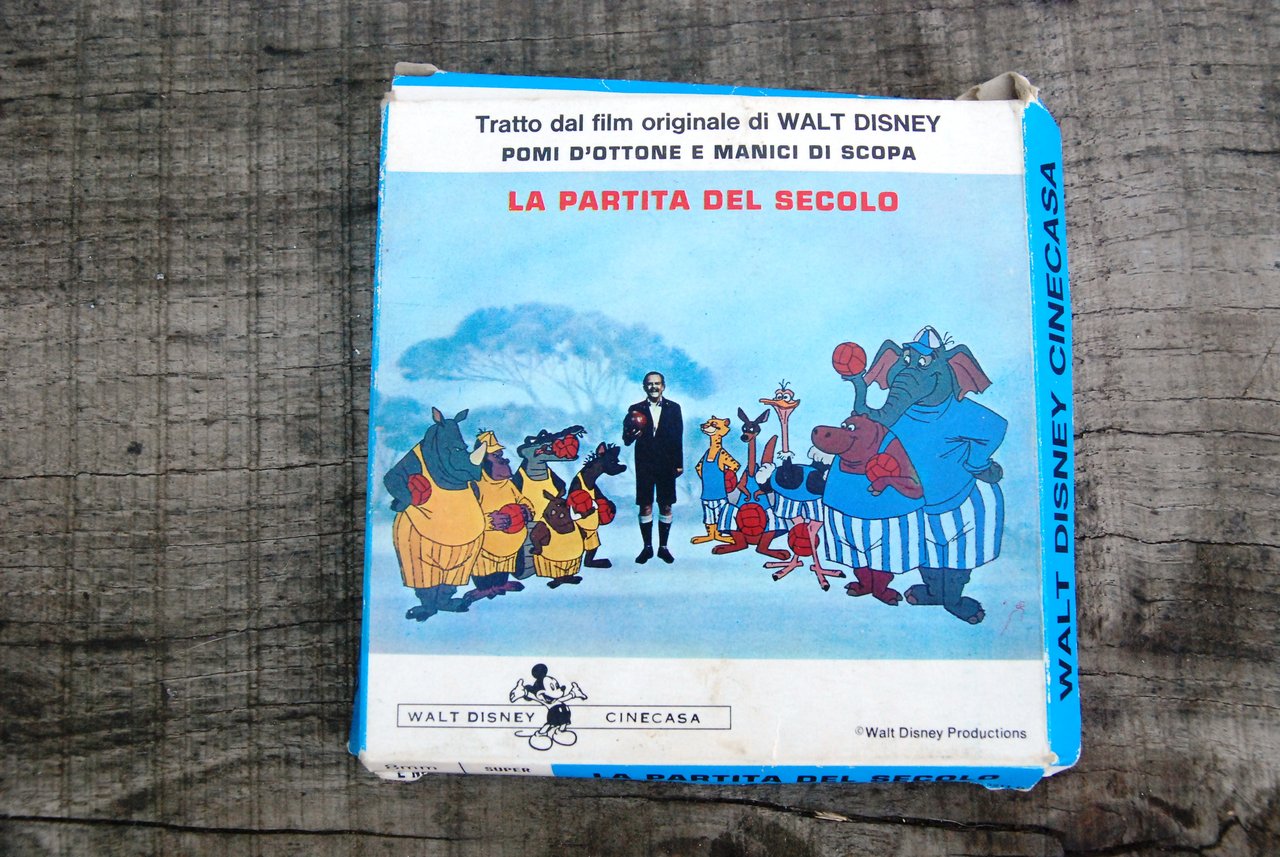 Tratto dal film originale di WALT DISNEY
POMI D'OTTONE E MANICI DI SCOPA
LA PARTITA DEL SECOLO
WALT DISNEY CINECASA
©Walt Disney Productions
WALT DISNEY CINECASA
8mm SUPER
LA PARTITA DEL SECOLO